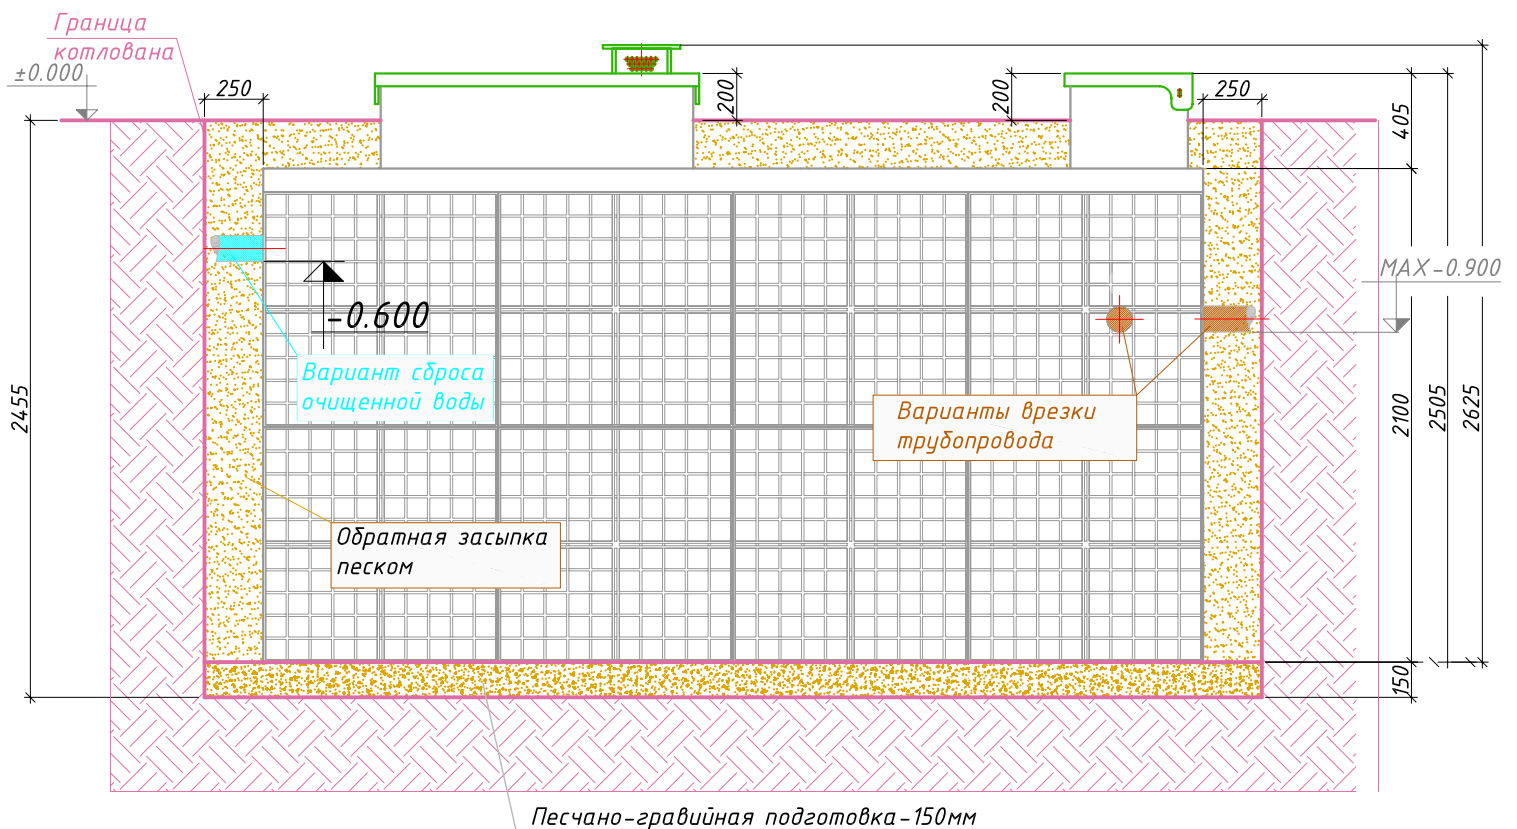 Граница
котлована
±0.000
250
200
200
250
405
MAX-0.900
-0.600
Вариант сброса
очищенной воды
Варианты врезки
трубопровода
2455
2100
2505
2625
Обратная засыпка
песком
150
Песчано-гравийная подготовка-150мм